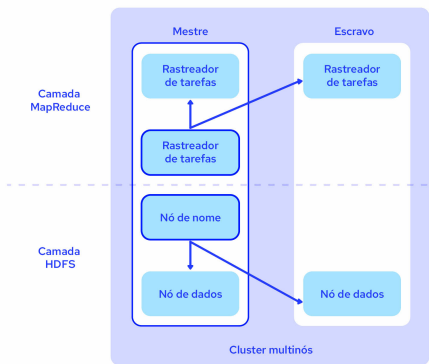 Mestre
Escravo
Camada
MapReduce
Rastreador
de tarefas
Rastreador
de tarefas
Rastreador
de tarefas
Camada
HDFS
Nó de nome
Nó de dados
Nó de dados
Cluster multinós